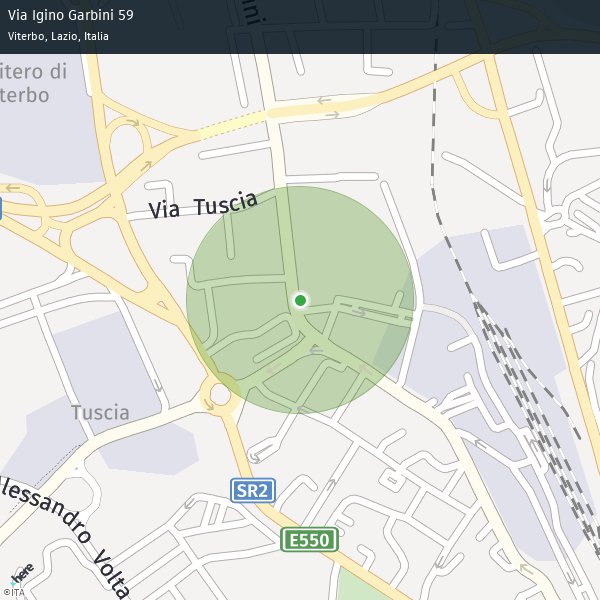 Via Igino Garbini 59
Viterbo, Lazio, Italia
ini
itero di
terbo
Via Tuscia
Tuscia
SR2
E550
lessandro Volta
here
©ITA